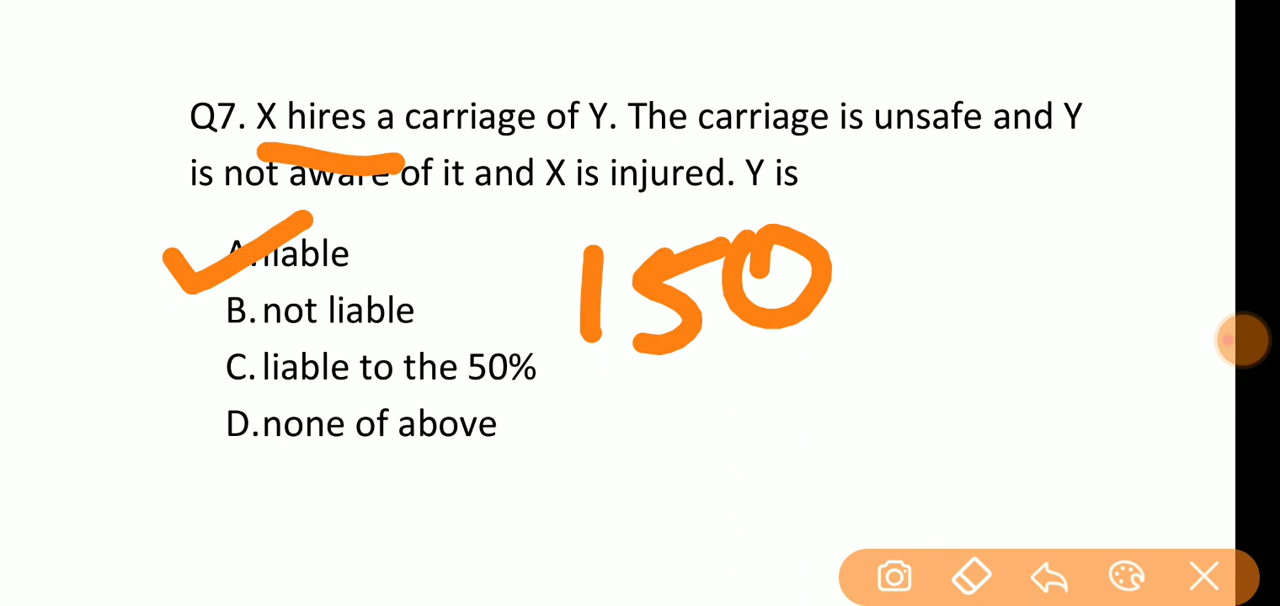 Q7. X hires a carriage of Y. The carriage is unsafe and Y
is not aware of it and X is injured. Y is
A. liable
150
B. not liable
C. liable to the 50%
D. none of above